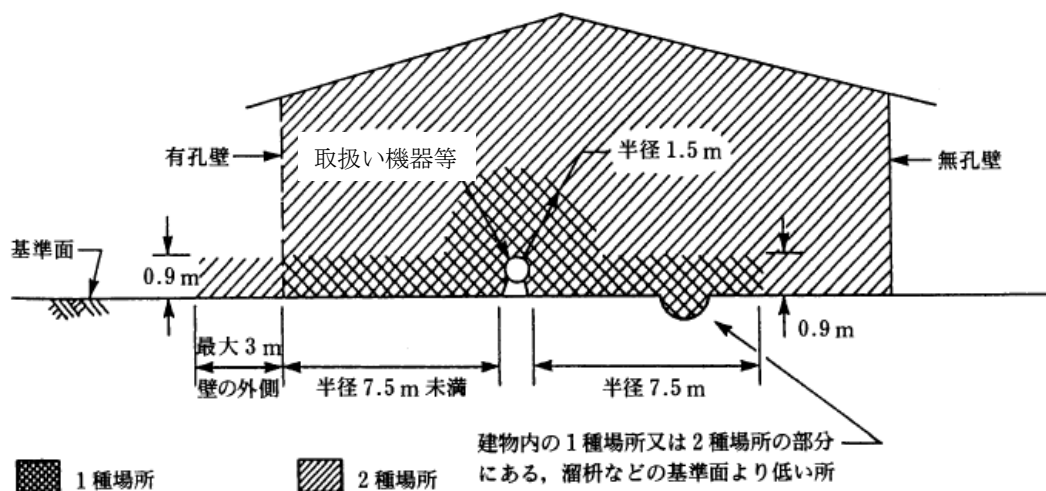 有孔壁
取扱い機器等
半径 1.5 m
無孔壁
基準面
0.9 m
0.9 m
最大 3 m
壁の外側
半径 7.5 m 未満
半径 7.5 m
建物内の 1 種場所又は 2 種場所の部分
にある，溜枡などの基準面より低い所
1 種場所
2 種場所